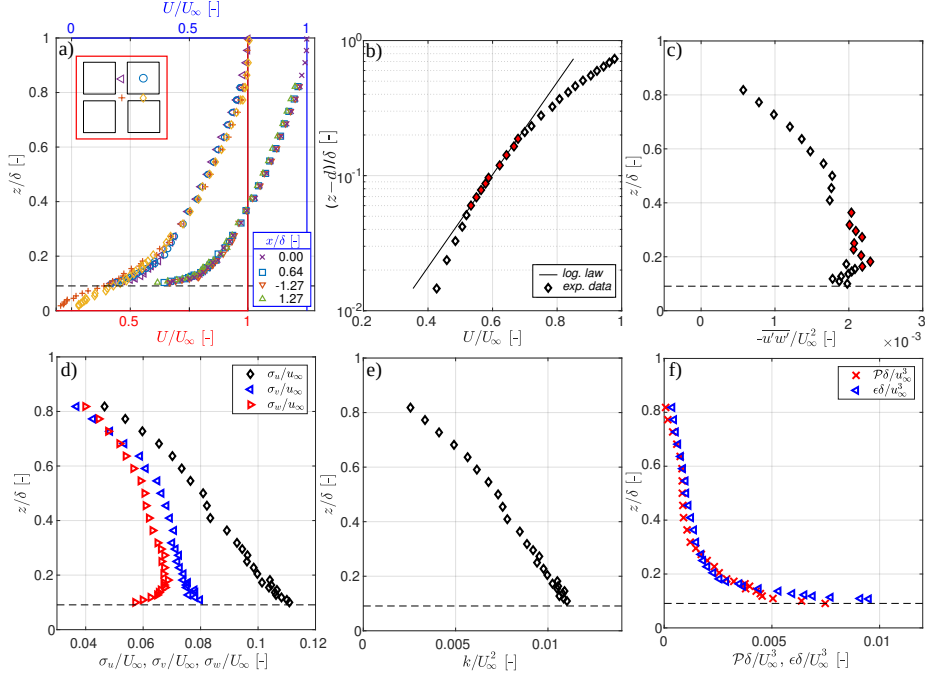 U/U∞ [-]
0.5 1 1
a)
1
0.8
0.6
0.4
0.2
0
z/δ [-]
x/δ [-]
0.00
0.64
-1.27
1.27
0.5 1
U/U∞ [-]
b)
10^0
10^-1
10^-2
(z−d)/δ [-]
log. law
exp. data
0.2 0.4 0.6 0.8 1
U/U∞ [-]
c)
1
0.8
0.6
0.4
0.2
0
z/δ [-]
0 1 2 3
×10^-3
-u'w'/U∞^2 [-]
d)
1
0.8
0.6
0.4
0.2
0
z/δ [-]
σu/u∞
σv/u∞
σw/u∞
0.04 0.06 0.08 0.1 0.12
σu/U∞, σv/U∞, σw/U∞ [-]
e)
1
0.8
0.6
0.4
0.2
0
z/δ [-]
0 0.005 0.01
k/U∞^2 [-]
f)
1
0.8
0.6
0.4
0.2
0
z/δ [-]
𝒫δ/u∞^3
ϵδ/u∞^3
0 0.005 0.01
𝒫δ/U∞^3, ϵδ/U∞^3 [-]